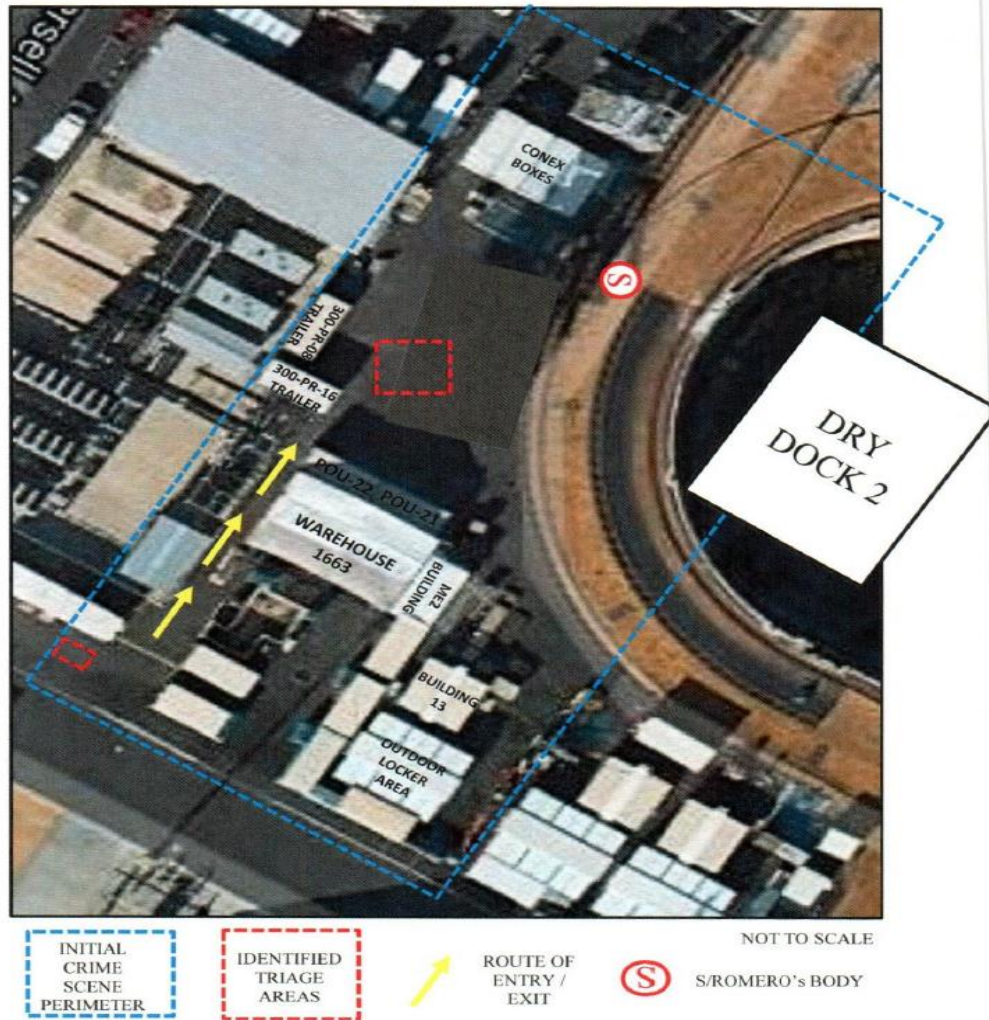 CONEX
BOXES
S
300-PR-08
TRAILER
300-PR-16
TRAILER
DRY
DOCK 2
POU-22 POU-21
WAREHOUSE
1663
ME2
BUILDING
BUILDING
13
OUTDOOR
LOCKER
AREA
NOT TO SCALE
INITIAL
CRIME
SCENE
PERIMETER
IDENTIFIED
TRIAGE
AREAS
ROUTE OF
ENTRY /
EXIT
S
S/ROMERO's BODY